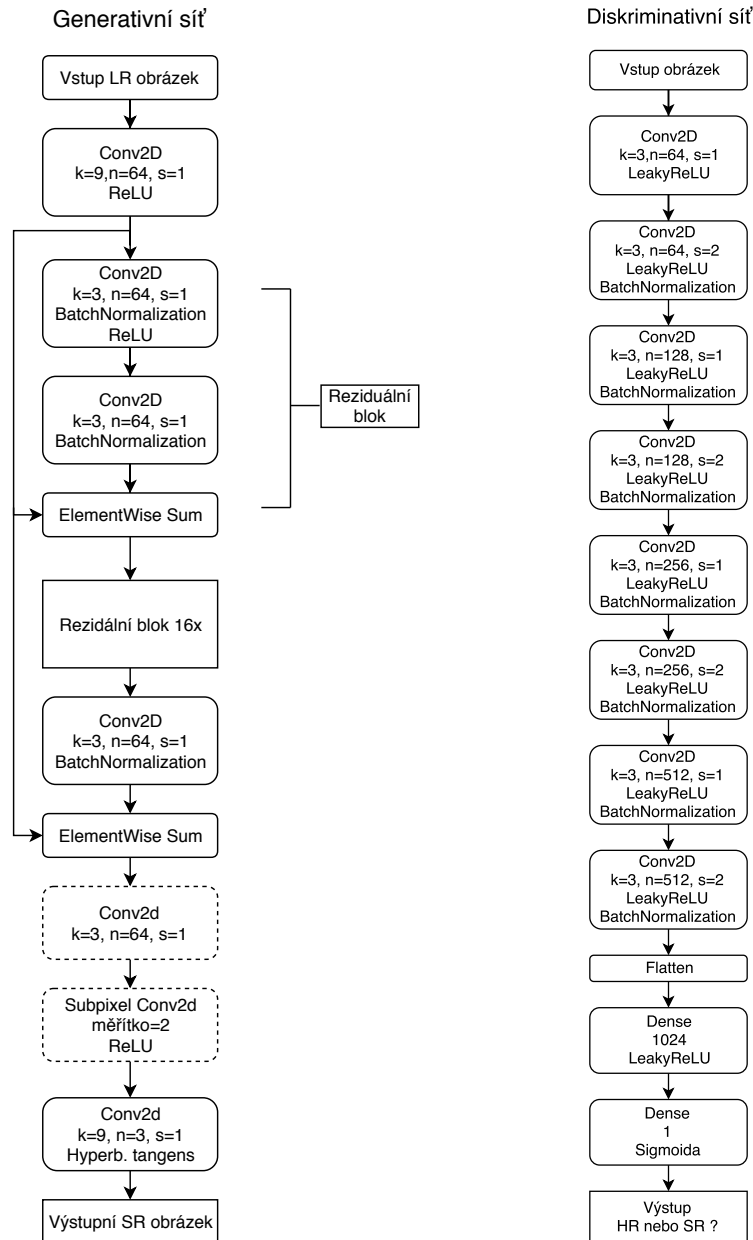 Generativní síť
Vstup LR obrázek
Conv2D
k=9,n=64, s=1
ReLU
Conv2D
k=3, n=64, s=1
BatchNormalization
ReLU
Conv2D
k=3, n=64, s=1
BatchNormalization
ElementWise Sum
Reziduální
blok
Rezidální blok 16x
Conv2D
k=3, n=64, s=1
BatchNormalization
ElementWise Sum
Conv2d
k=3, n=64, s=1
Subpixel Conv2d
měřítko=2
ReLU
Conv2d
k=9, n=3, s=1
Hyperb. tangens
Výstupní SR obrázek
Diskriminativní síť
Vstup obrázek
Conv2D
k=3,n=64, s=1
LeakyReLU
Conv2D
k=3, n=64, s=2
LeakyReLU
BatchNormalization
Conv2D
k=3, n=128, s=1
LeakyReLU
BatchNormalization
Conv2D
k=3, n=128, s=2
LeakyReLU
BatchNormalization
Conv2D
k=3, n=256, s=1
LeakyReLU
BatchNormalization
Conv2D
k=3, n=256, s=2
LeakyReLU
BatchNormalization
Conv2D
k=3, n=512, s=1
LeakyReLU
BatchNormalization
Conv2D
k=3, n=512, s=2
LeakyReLU
BatchNormalization
Flatten
Dense
1024
LeakyReLU
Dense
1
Sigmoida
Výstup
HR nebo SR ?